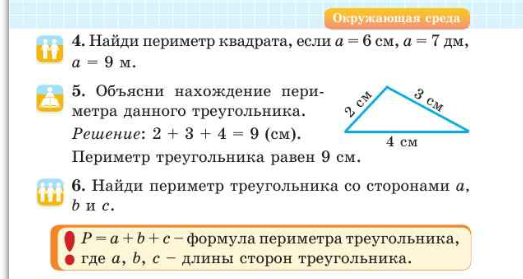 Окружающая среда
4. Найди периметр квадрата, если a = 6 см, a = 7 дм,
a = 9 м.
5. Объясни нахождение пери-
метра данного треугольника.
Решение: 2 + 3 + 4 = 9 (см).
Периметр треугольника равен 9 см.
2 см
3 см
4 см
6. Найди периметр треугольника со сторонами a,
b и c.
P = a + b + c – формула периметра треугольника,
где a, b, c – длины сторон треугольника.